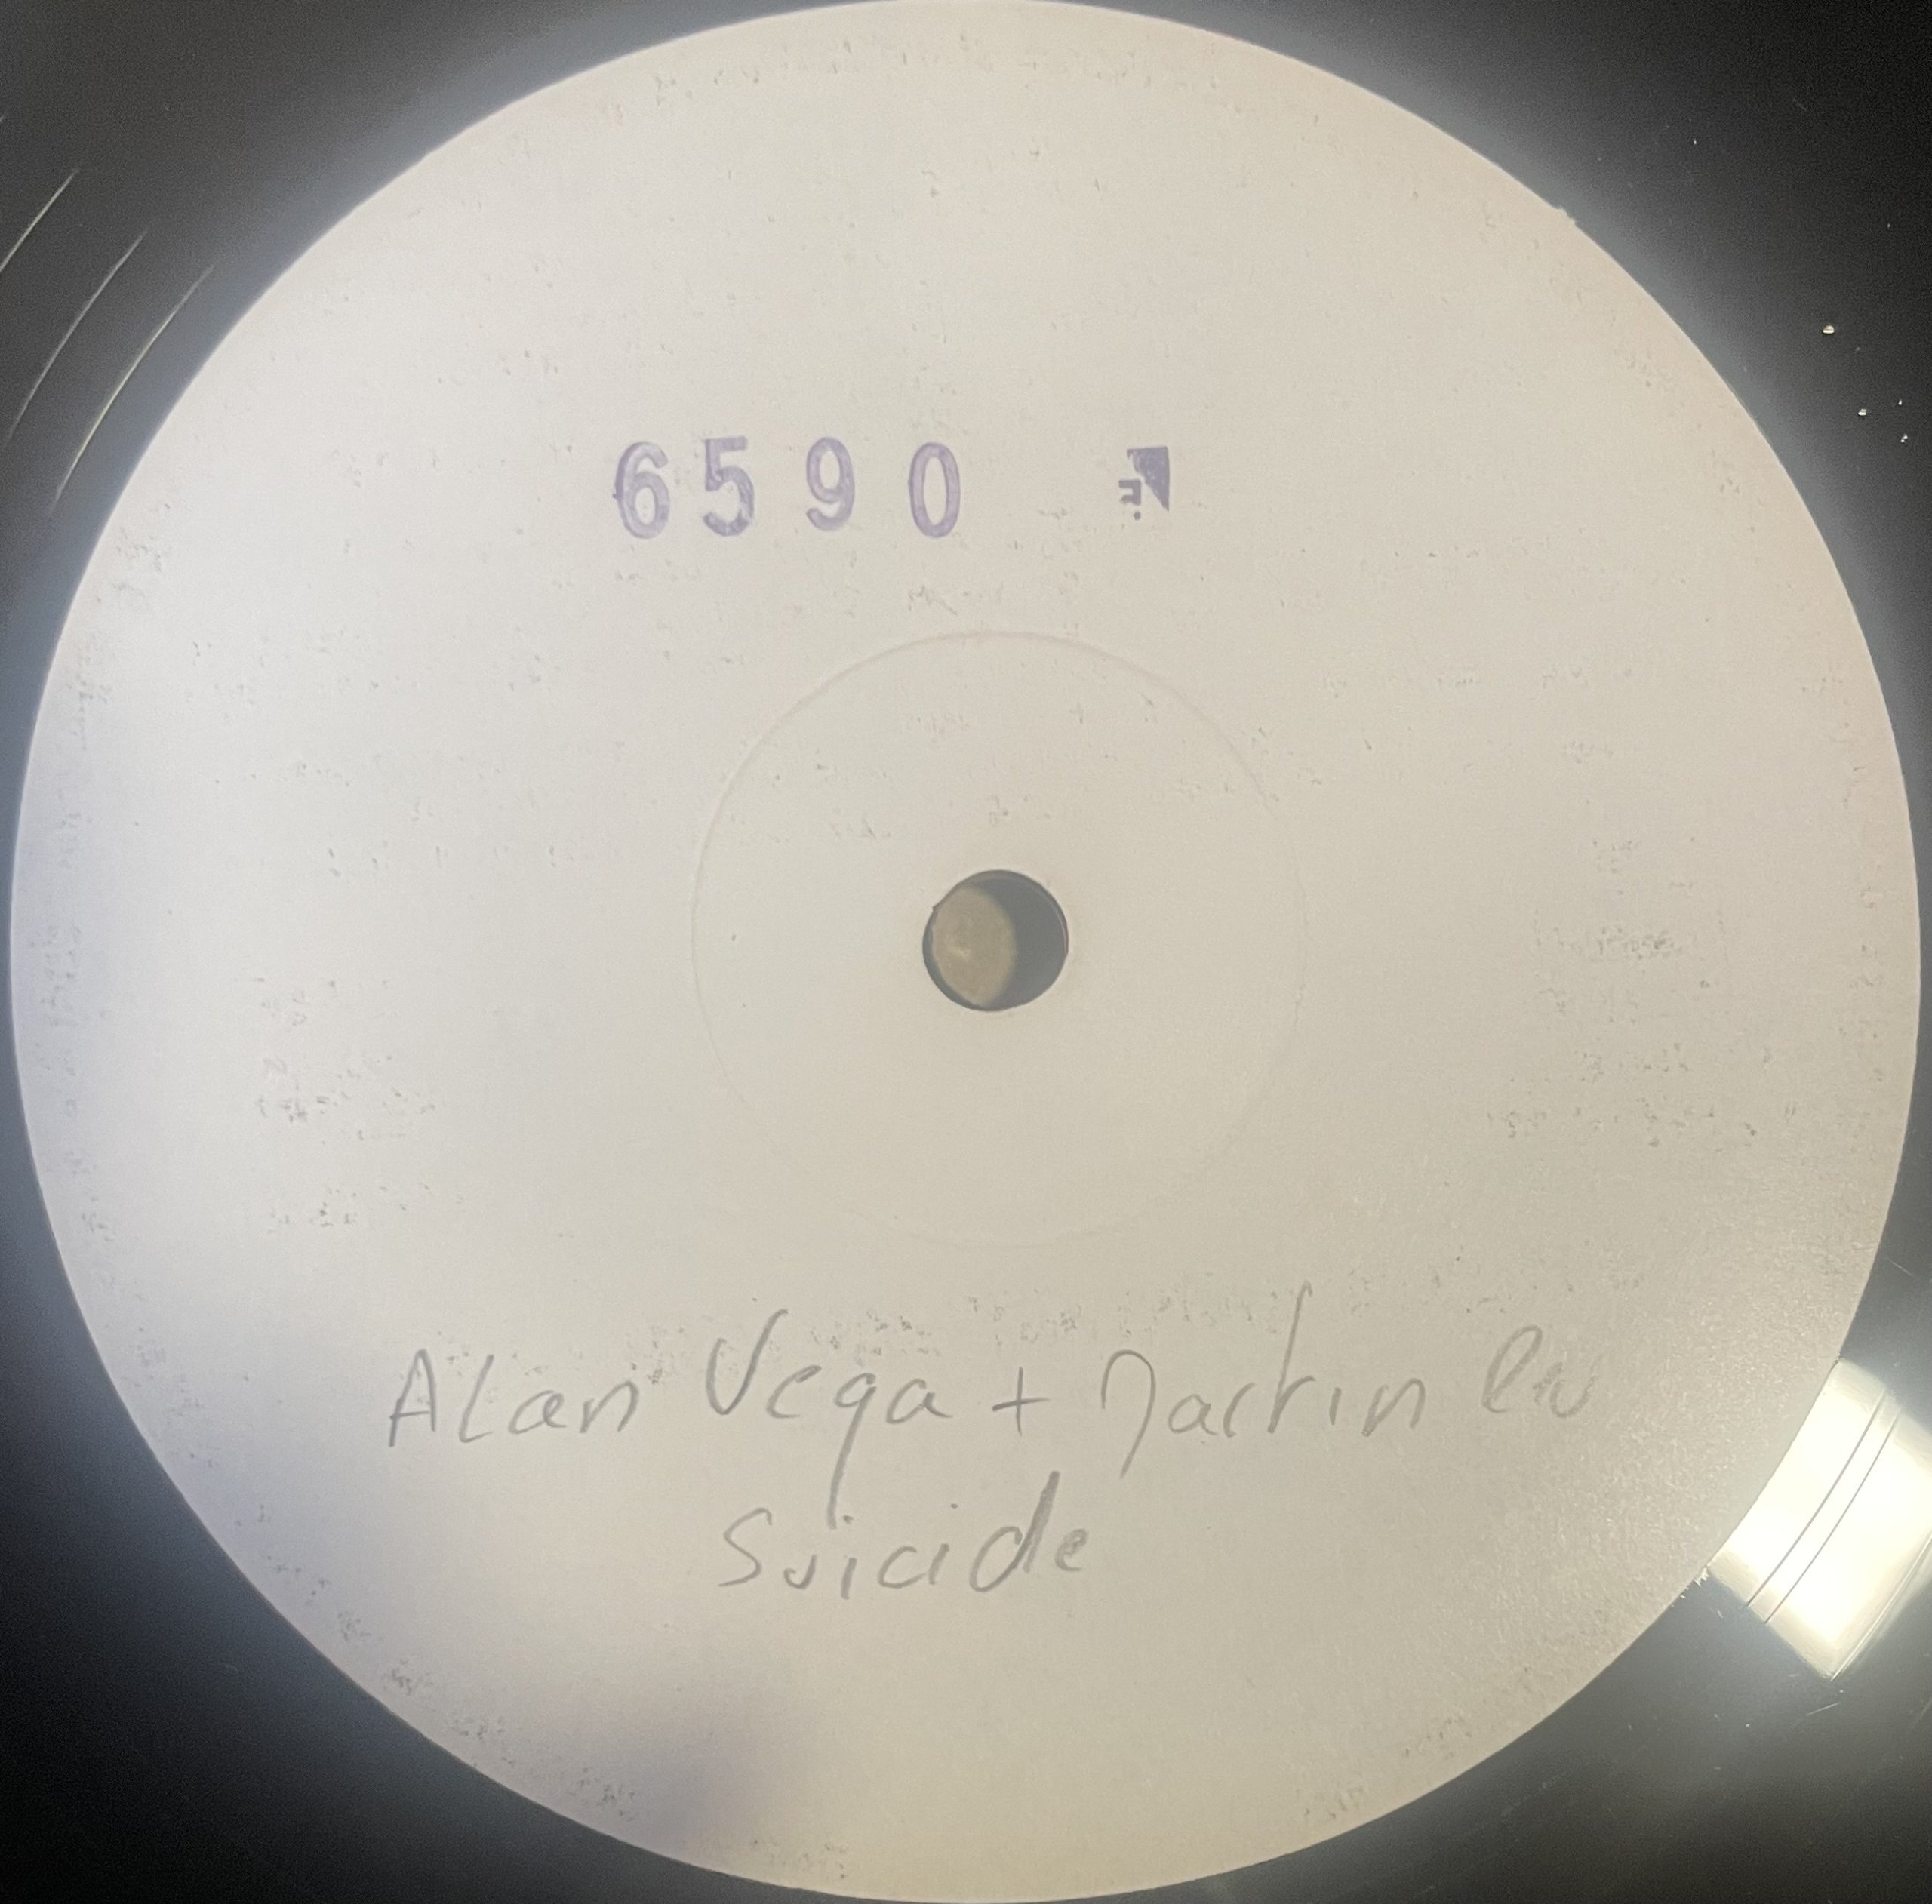 6590
Alan Vega + Martin Rev
Suicide